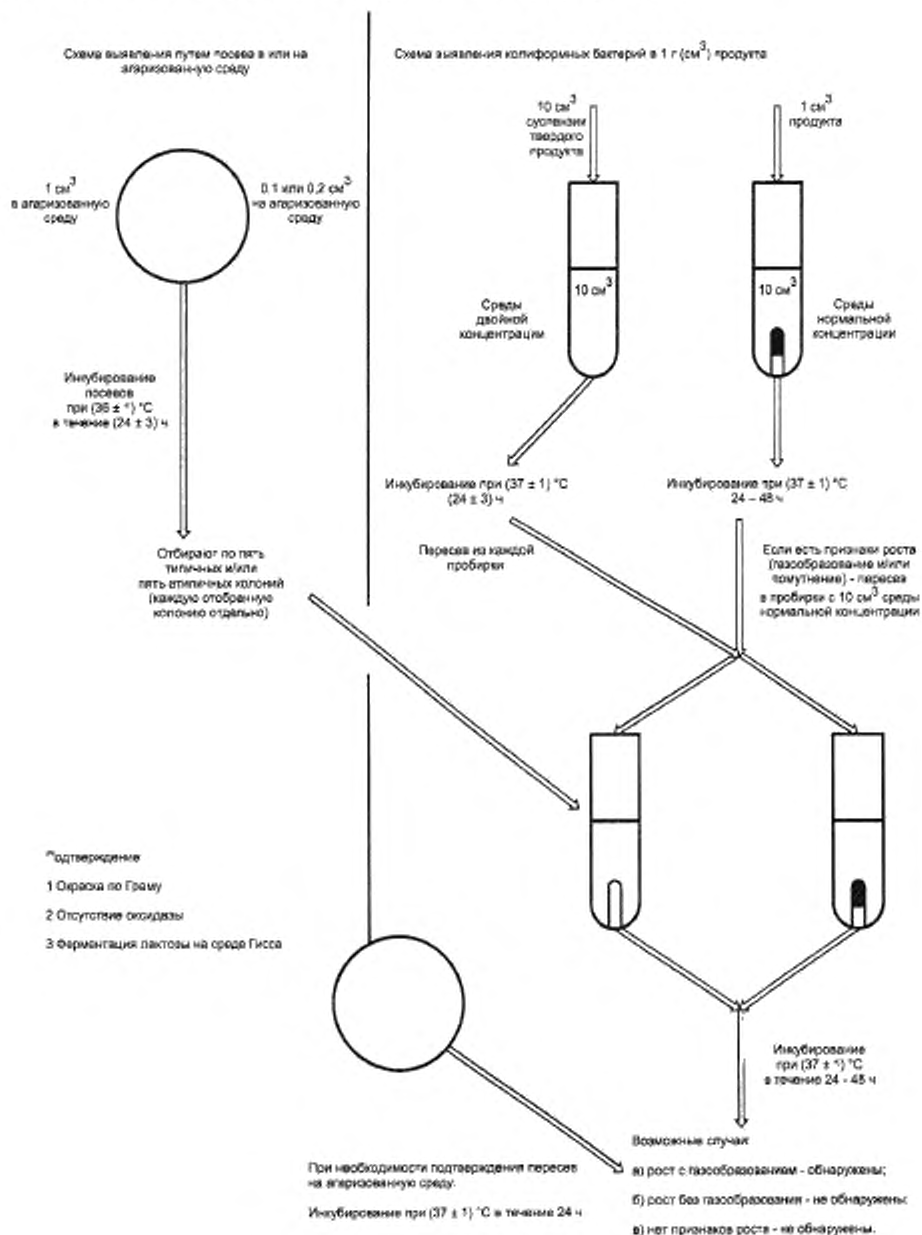 Схема выявления путем посева в или на
агаризованную среду
1 см³
в агаризованную
среду
0,1 или 0,2 см³
на агаризованную
среду
Инкубирование
посевов
при (36 ± °) °С
в течение (24 ± 3) ч
Отбирают по пять
типичных и/или
пять атипичных колоний
(каждую отобранную
колонию отдельно)
Схема выявления колиформных бактерий в 1 г (см³) продукта
10 см³
суспензии
твердого
продукта
1 см³
продукта
10 см³
10 см³
Среды
двойной
концентрации
Среды
нормальной
концентрации
Инкубирование при (37 ± 1) °С
(24 ± 3) ч
Инкубирование при (37 ± 1) °С
24 – 48 ч
Пересев из каждой
пробирки
Если есть признаки роста
(газообразование и/или
помутнение) - пересев
в пробирки с 10 см³ среды
нормальной концентрации
Подтверждение
1 Окраска по Граму
2 Отсутствие оксидазы
3 Ферментация лактозы на среде Гисса
Инкубирование
при (37 ± °) °С
в течение 24 - 48 ч
При необходимости подтверждения пересев
на агаризованную среду.
Инкубирование при (37 ± 1) °С в течение 24 ч
Возможные случаи
а) рост с газообразованием - обнаружены;
б) рост без газообразования - не обнаружены;
в) нет признаков роста - не обнаружены.